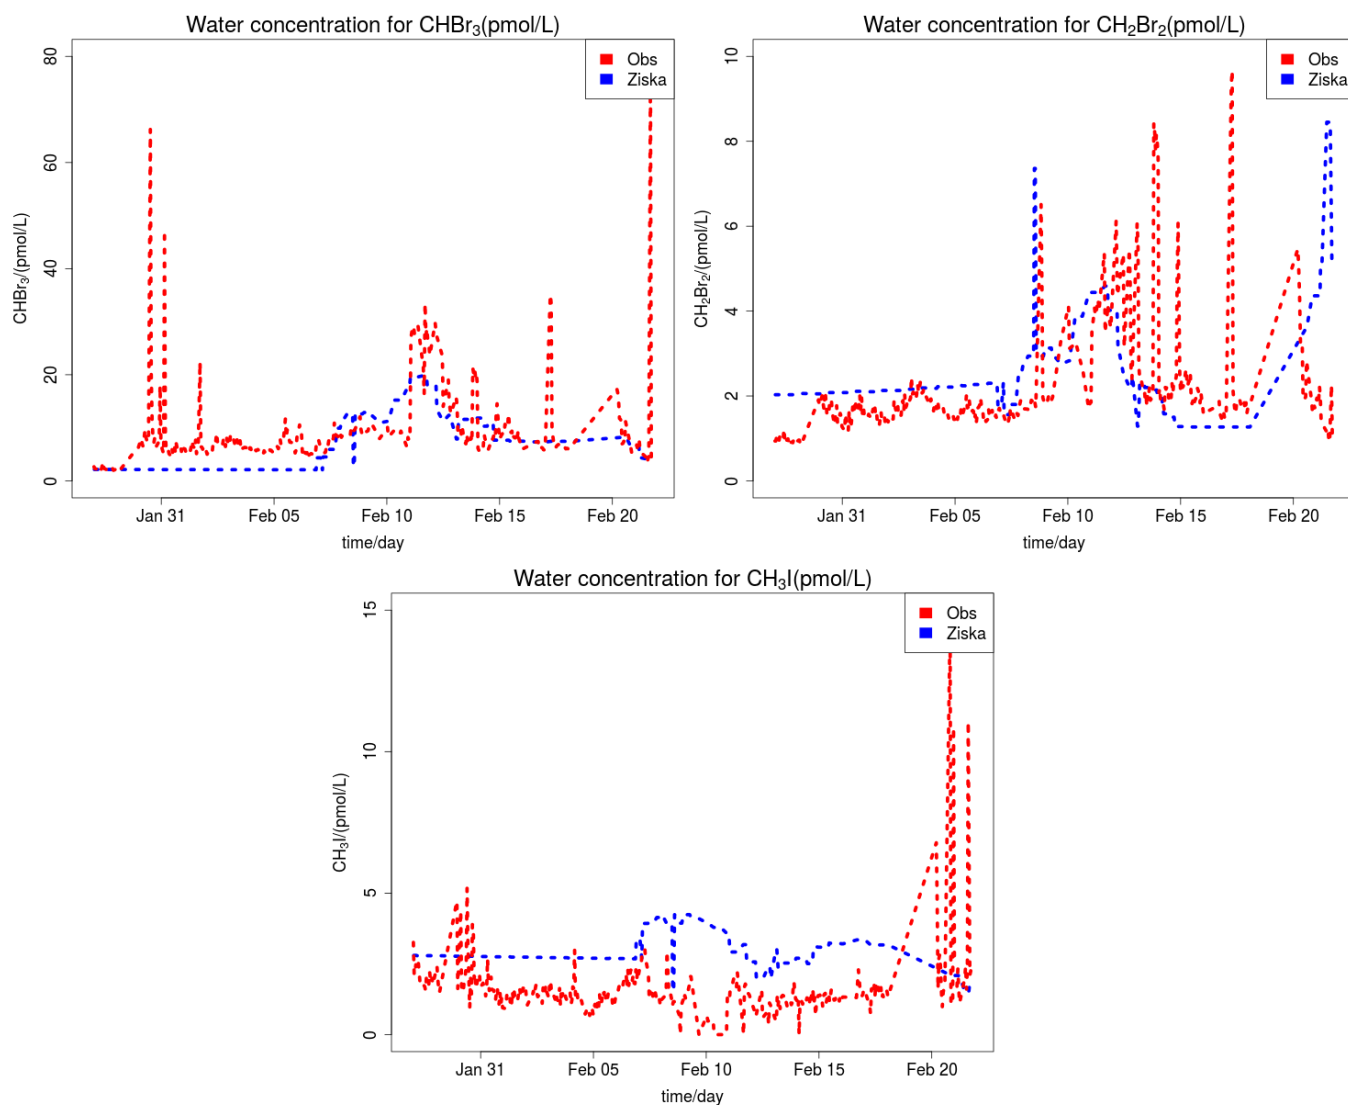 Water concentration for CHBr₃(pmol/L)
80
60
40
20
0
CHBr₃/(pmol/L)
Obs
Ziska
Jan 31 Feb 05 Feb 10 Feb 15 Feb 20
time/day
Water concentration for CH₂Br₂(pmol/L)
10
8
6
4
2
0
CH₂Br₂/(pmol/L)
Obs
Ziska
Jan 31 Feb 05 Feb 10 Feb 15 Feb 20
time/day
Water concentration for CH₃I(pmol/L)
15
10
5
0
CH₃I/(pmol/L)
Obs
Ziska
Jan 31 Feb 05 Feb 10 Feb 15 Feb 20
time/day